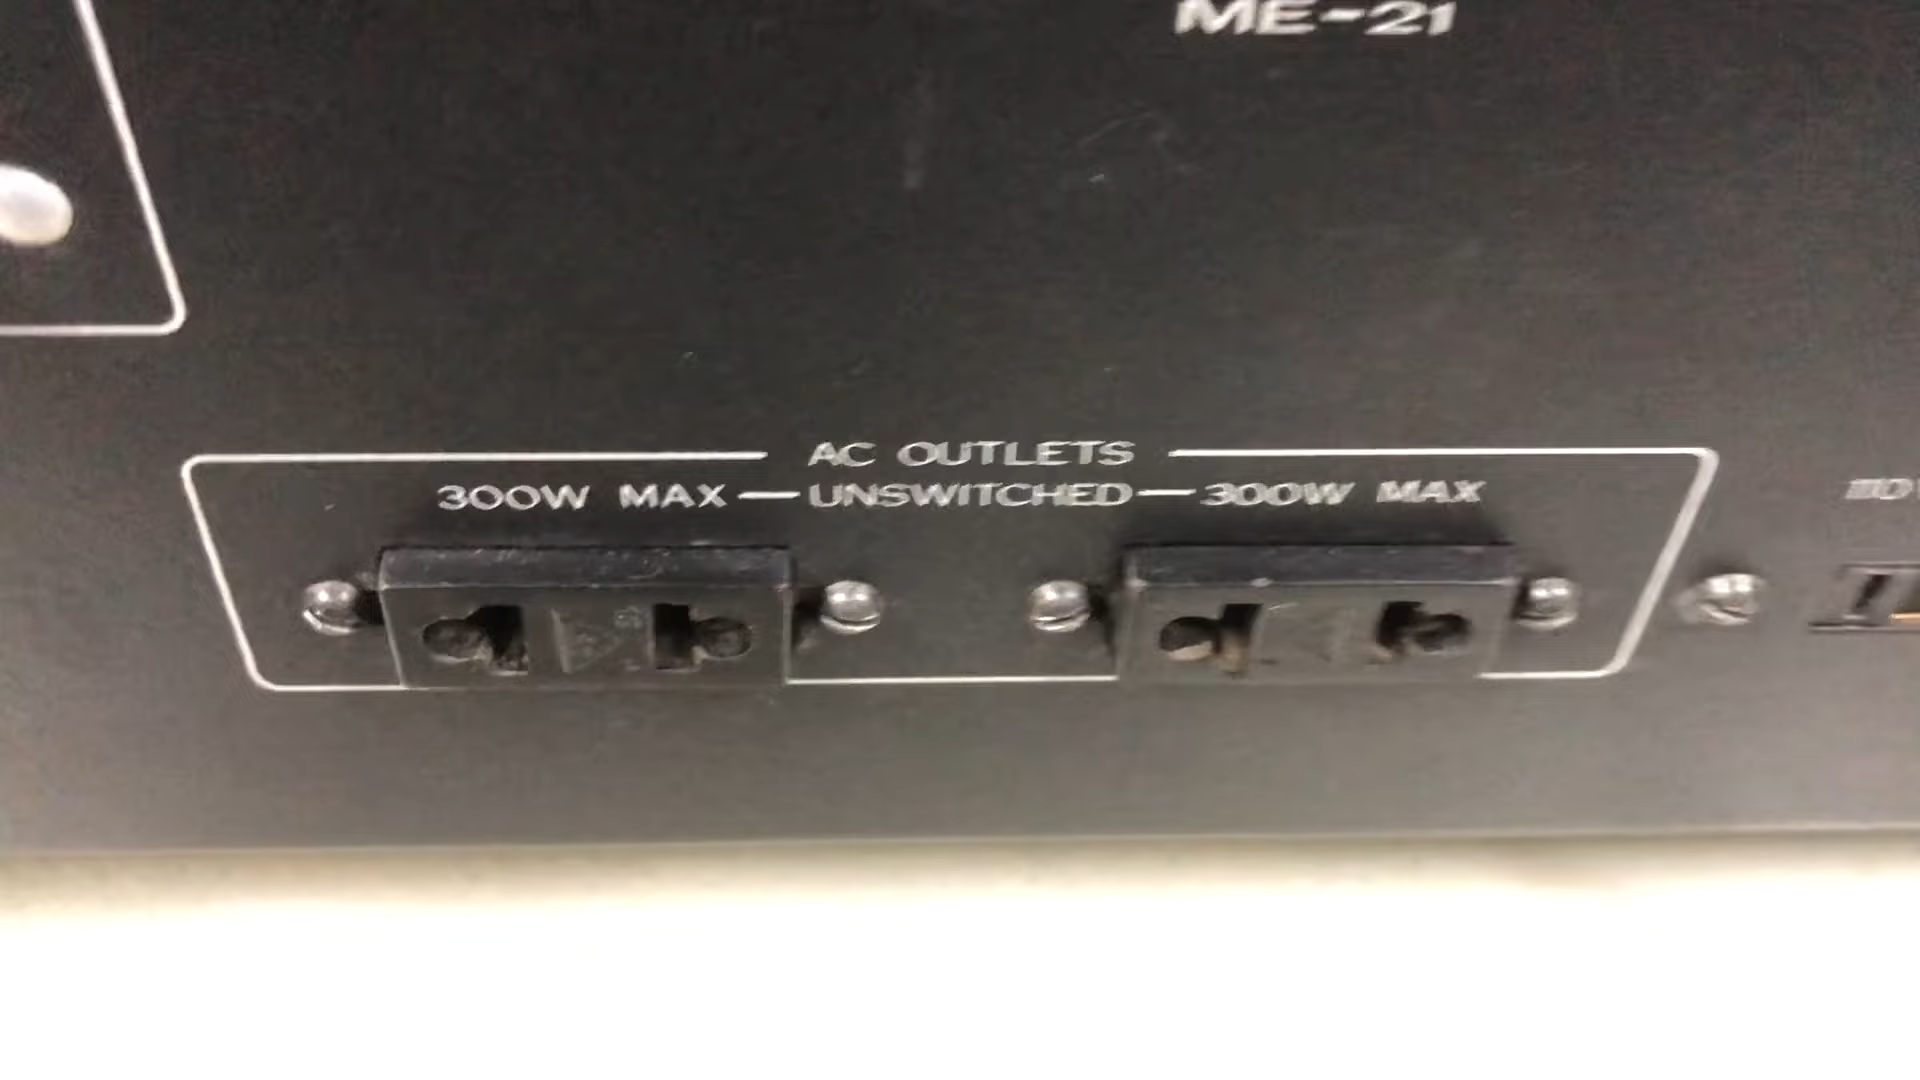 ME-21
AC OUTLETS
300W MAX — UNSWITCHED — 300W MAX